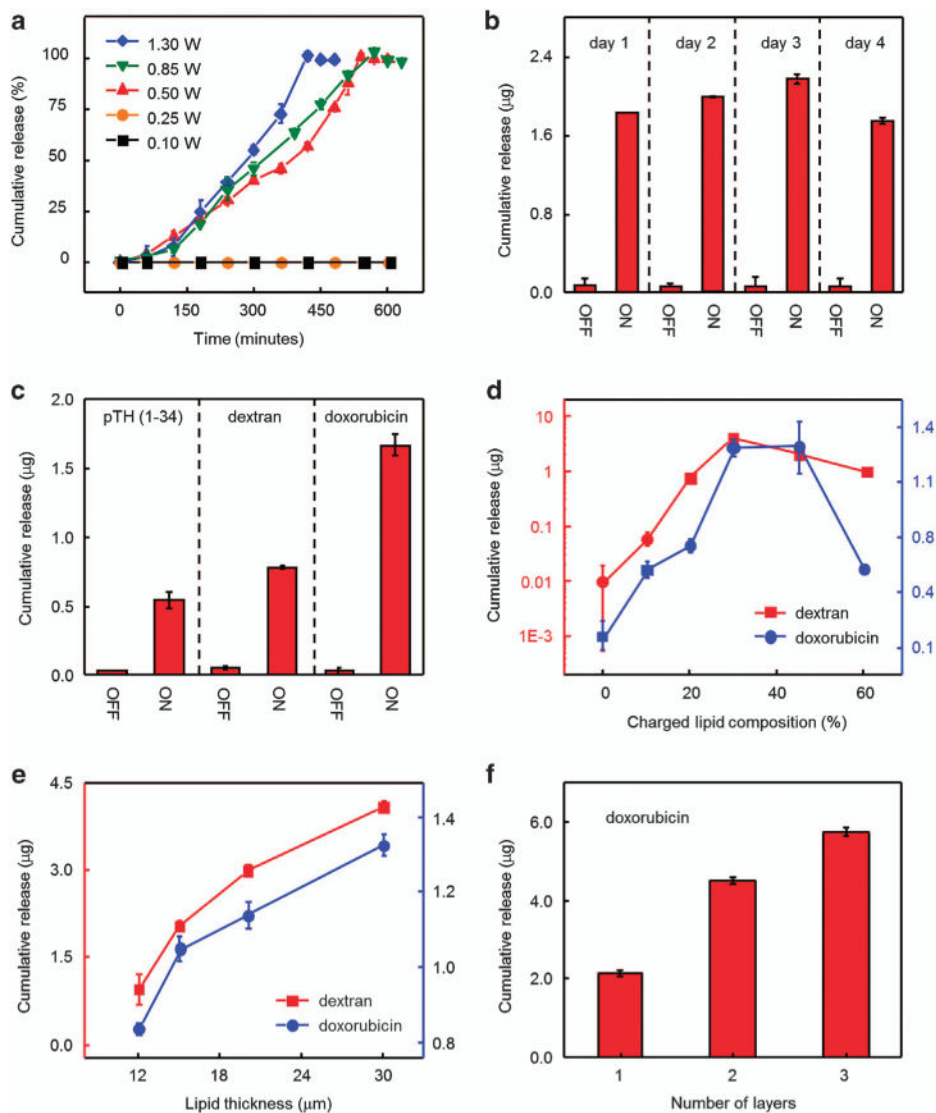 a
1.30 W
0.85 W
0.50 W
0.25 W
0.10 W
Cumulative release (%)
100
75
50
25
0
0 150 300 450 600
Time (minutes)
b
day 1 day 2 day 3 day 4
Cumulative release (µg)
2.4
1.6
0.8
0.0
OFF ON OFF ON OFF ON OFF ON
c
pTH (1-34) dextran doxorubicin
Cumulative release (µg)
2.0
1.5
1.0
0.5
0.0
OFF ON OFF ON OFF ON
d
Cumulative release (µg)
10
1
0.1
0.01
1E-3
1.4
1.1
0.8
0.4
0.1
dextran
doxorubicin
0 20 40 60
Charged lipid composition (%)
e
Cumulative release (µg)
4.5
3.0
1.5
0.0
1.4
1.2
1.0
0.8
dextran
doxorubicin
12 18 24 30
Lipid thickness (µm)
f
doxorubicin
Cumulative release (µg)
6.0
4.0
2.0
0.0
1 2 3
Number of layers